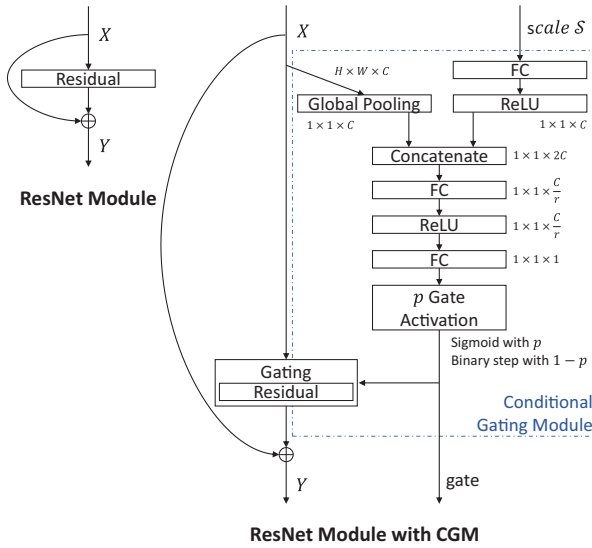 X
Residual
Y
ResNet Module
X
scale 𝒮
H × W × C
FC
Global Pooling
ReLU
1 × 1 × C
1 × 1 × C
Concatenate
1 × 1 × 2C
FC
1 × 1 × C/r
ReLU
1 × 1 × C/r
FC
1 × 1 × 1
p Gate
Activation
Sigmoid with p
Binary step with 1 − p
Gating
Residual
Conditional
Gating Module
Y
gate
ResNet Module with CGM